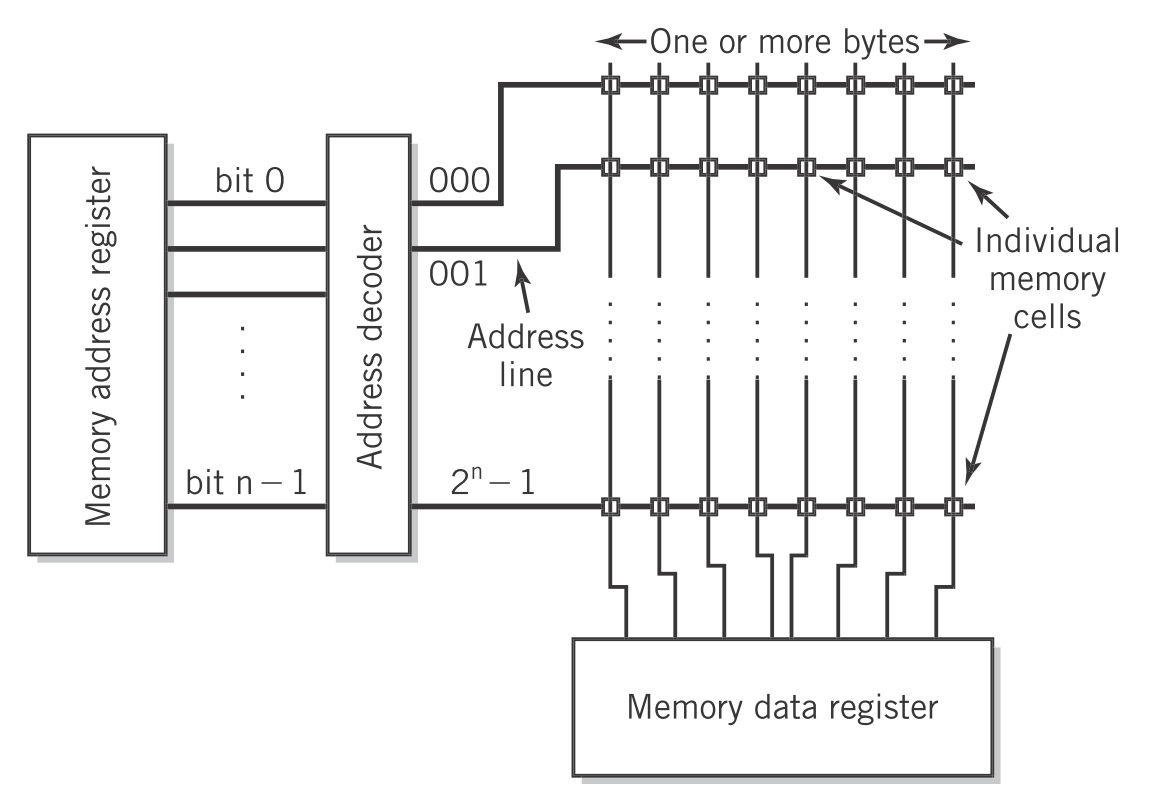 One or more bytes
Memory address register
bit 0
bit n – 1
Address decoder
000
001
Address
line
2ⁿ – 1
Individual
memory
cells
Memory data register